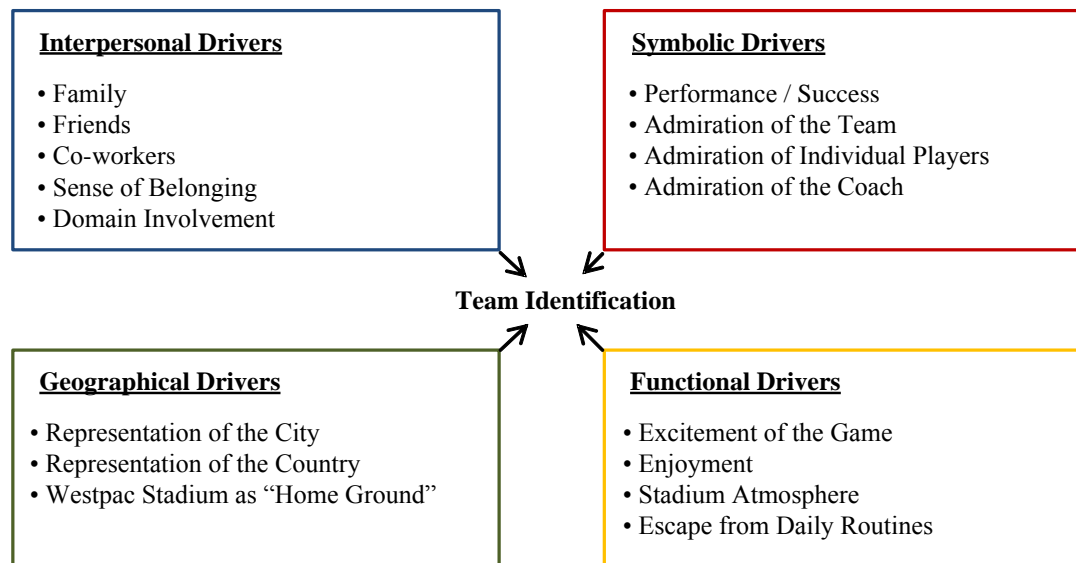 Interpersonal Drivers
• Family
• Friends
• Co-workers
• Sense of Belonging
• Domain Involvement
Symbolic Drivers
• Performance / Success
• Admiration of the Team
• Admiration of Individual Players
• Admiration of the Coach
Team Identification
Geographical Drivers
• Representation of the City
• Representation of the Country
• Westpac Stadium as “Home Ground”
Functional Drivers
• Excitement of the Game
• Enjoyment
• Stadium Atmosphere
• Escape from Daily Routines